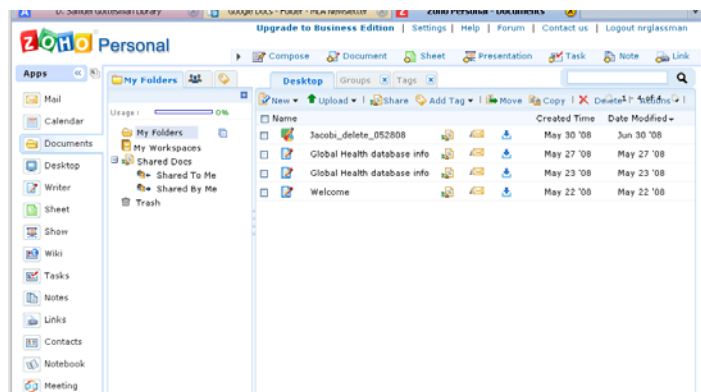 D. Samuel Gottesman Library
Google Docs - Folder - MLA Newsletter
Zoho Personal - Documents
Upgrade to Business Edition | Settings | Help | Forum | Contact us | Logout nrglassman
ZOHO Personal
Compose Document Sheet Presentation Task Note Link
Apps
My Folders
Desktop Groups Tags
New Upload Share Add Tag Move Copy Delete
Usage : 0%
Name Created Time Date Modified
My Folders
My Workspaces
Shared Docs
Shared To Me
Shared By Me
Trash
Jacobi_delete_052808 May 30 '08 Jun 30 '08
Global Health database info May 27 '08 May 27 '08
Global Health database info May 23 '08 May 23 '08
Welcome May 22 '08 May 22 '08
Mail
Calendar
Documents
Desktop
Writer
Sheet
Show
Wiki
Tasks
Notes
Links
Contacts
Notebook
Meeting